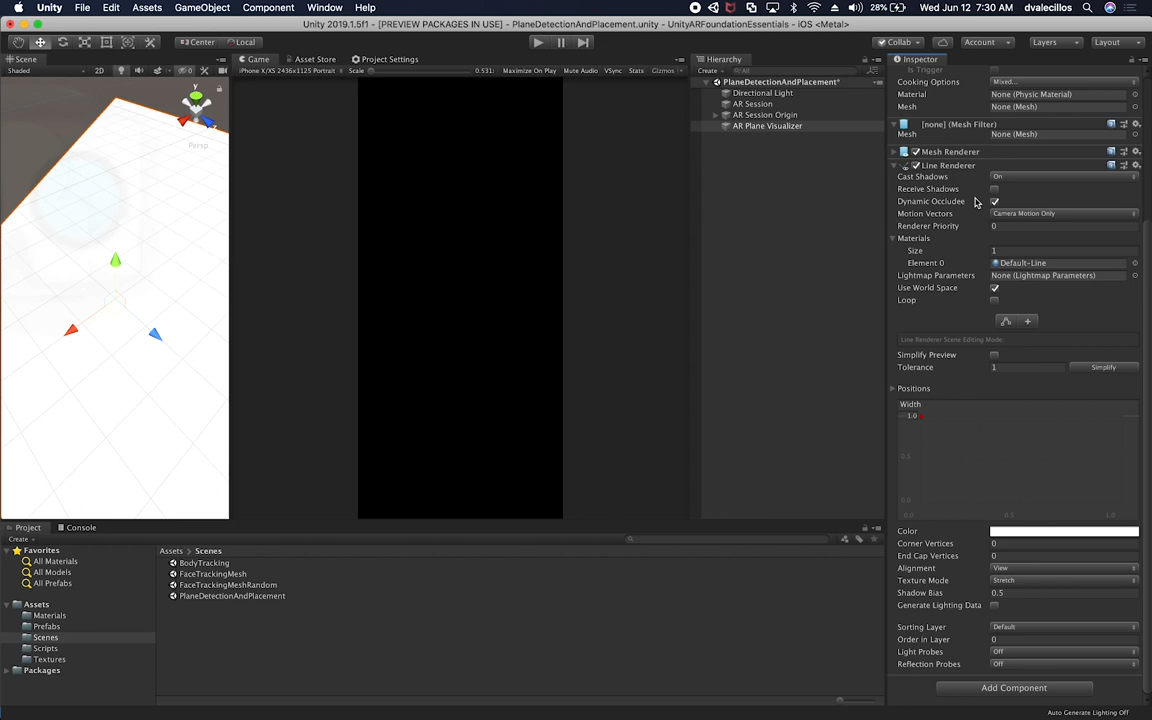 Unity File Edit Assets GameObject Component Window Help 28% Wed Jun 12 7:30 AM dvalecillos
Unity 2019.1.5f1 - [PREVIEW PACKAGES IN USE] - PlaneDetectionAndPlacement.unity - UnityARFoundationEssentials - iOS <Metal>
Center Local Collab Account Layers Layout
Scene Game Asset Store Project Settings Hierarchy Inspector
Shaded 2D 0 iPhone X/XS 2436x1125 Portrait Scale 0.531 Maximize On Play Mute Audio VSync Stats Gizmos Create All
Is Trigger
PlaneDetectionAndPlacement*
Directional Light
AR Session
AR Session Origin
AR Plane Visualizer
y
Persp
Cooking Options Mixed...
Material None (Physic Material)
Mesh None (Mesh)
[none] (Mesh Filter)
Mesh None (Mesh)
Mesh Renderer
Line Renderer
Cast Shadows On
Receive Shadows
Dynamic Occludee
Motion Vectors Camera Motion Only
Renderer Priority 0
Materials
Size 1
Element 0 Default-Line
Lightmap Parameters None (Lightmap Parameters)
Use World Space
Loop
Line Renderer Scene Editing Mode:
Simplify Preview
Tolerance 1 Simplify
Positions
Width
1.0
0.5
0.0
0.0 0.5 1.0
Color
Corner Vertices 0
End Cap Vertices 0
Alignment View
Texture Mode Stretch
Shadow Bias 0.5
Generate Lighting Data
Sorting Layer Default
Order in Layer 0
Light Probes Off
Reflection Probes Off
Add Component
Auto Generate Lighting Off
Project Console
Create
Favorites
All Materials
All Models
All Prefabs
Assets
Materials
Prefabs
Scenes
Scripts
Textures
Packages
Assets > Scenes
BodyTracking
FaceTrackingMesh
FaceTrackingMeshRandom
PlaneDetectionAndPlacement